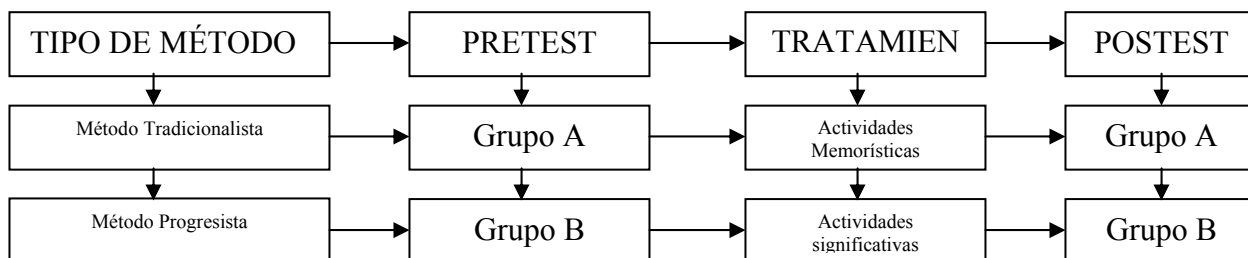 TIPO DE MÉTODO
PRETEST
TRATAMIEN
POSTEST
Método Tradicionalista
Grupo A
Actividades
Memorísticas
Grupo A
Método Progresista
Grupo B
Actividades
significativas
Grupo B